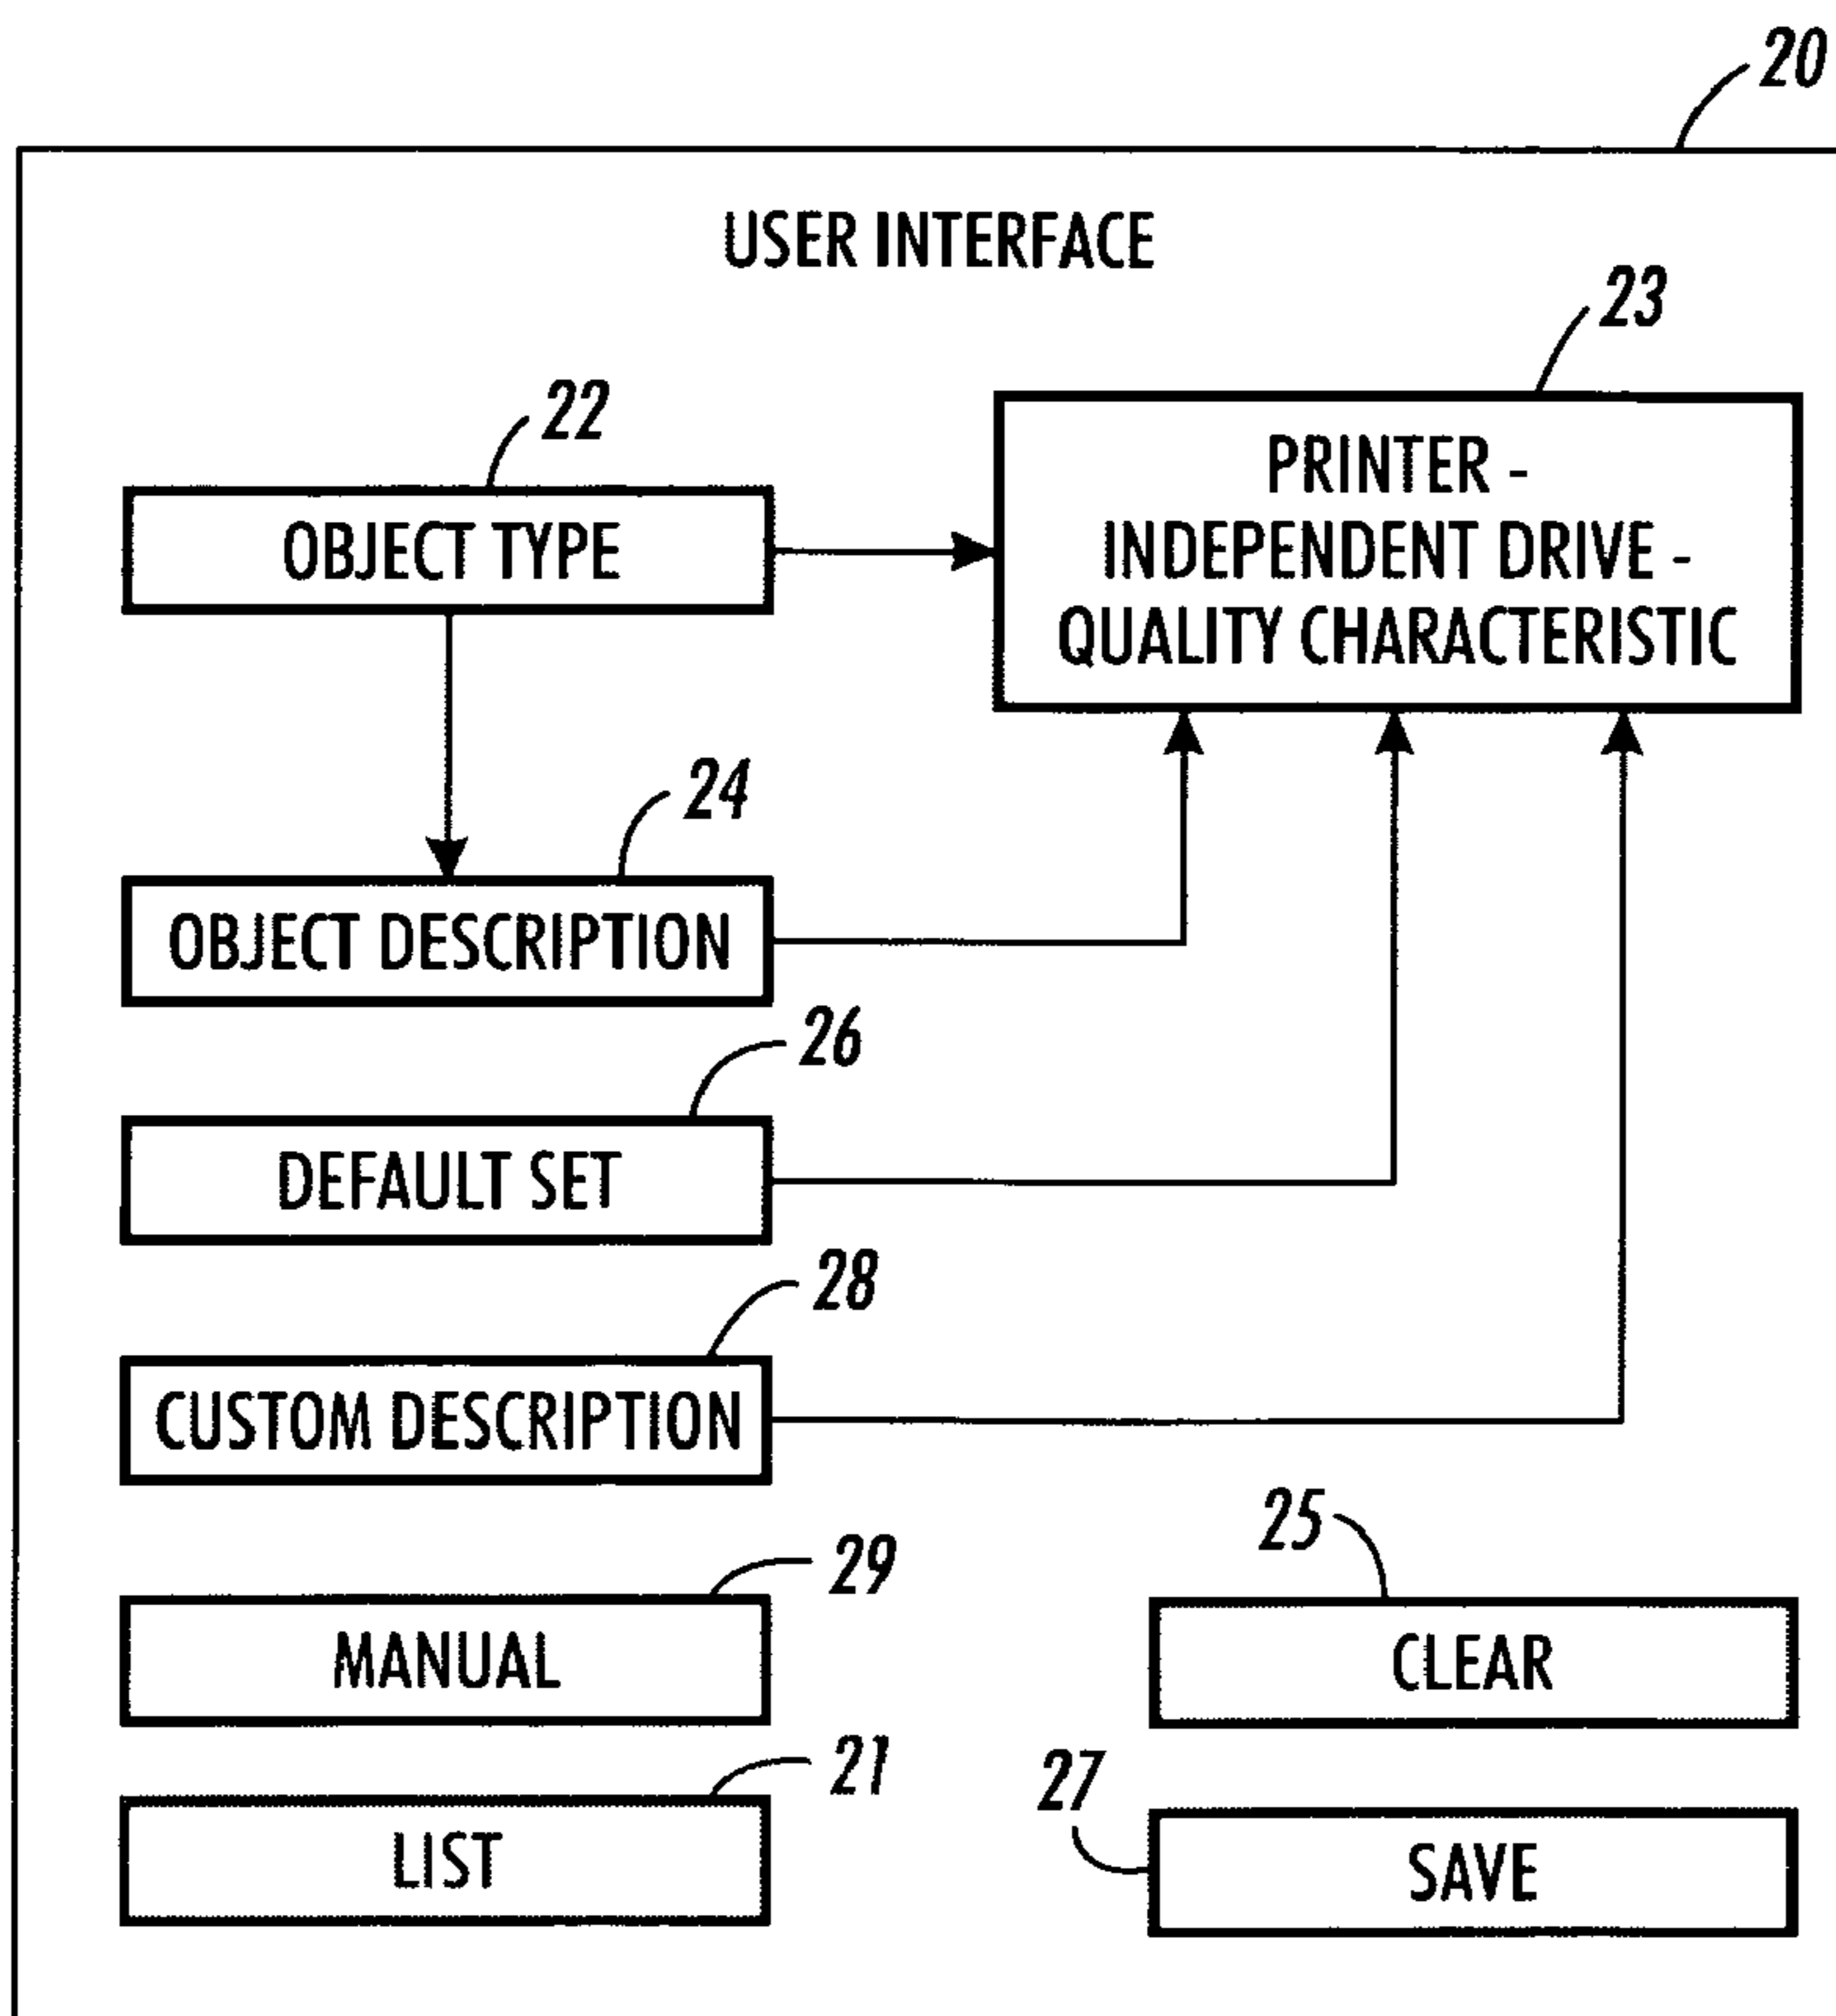 20
USER INTERFACE
23
22
PRINTER -
INDEPENDENT DRIVE -
QUALITY CHARACTERISTIC
OBJECT TYPE
24
OBJECT DESCRIPTION
26
DEFAULT SET
28
CUSTOM DESCRIPTION
29
MANUAL
25
CLEAR
21
LIST
27
SAVE